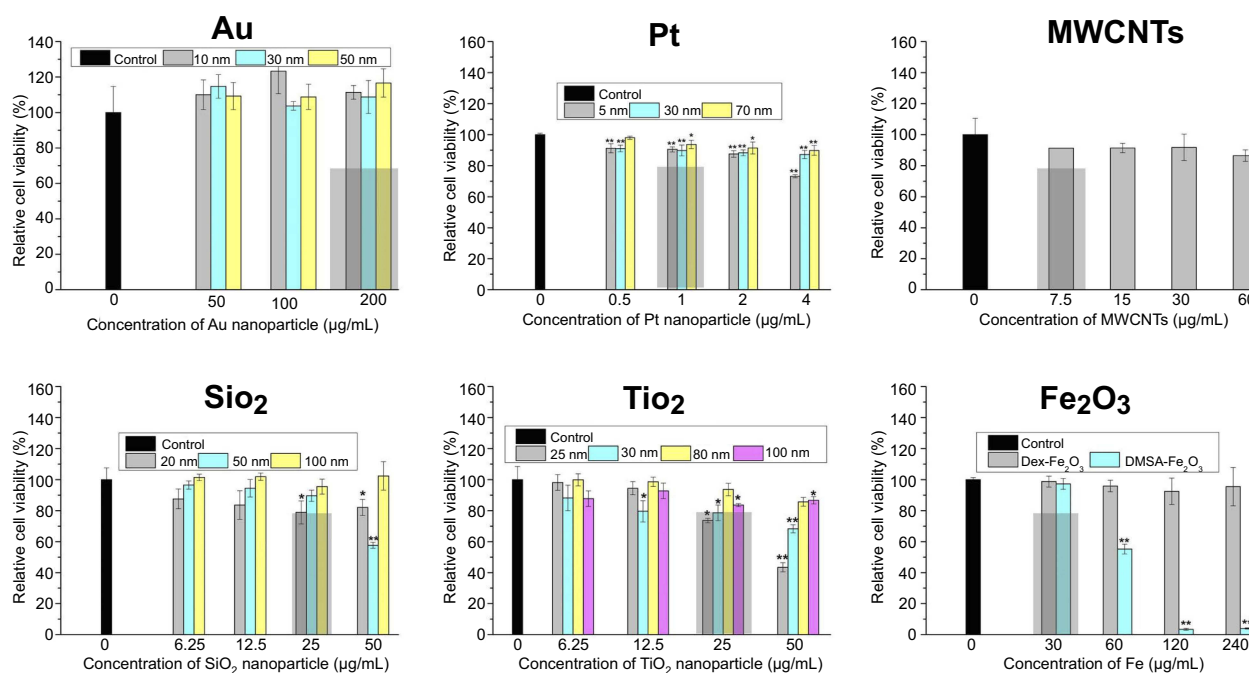 Au
140
120
100
80
60
40
20
0
Relative cell viability (%)
Control 10 nm 30 nm 50 nm
0 50 100 200
Concentration of Au nanoparticle (µg/mL)
Pt
160
140
120
100
80
60
40
20
0
Relative cell viability (%)
Control
5 nm 30 nm 70 nm
** **
** ** *
** ** *
** ** **
0 0.5 1 2 4
Concentration of Pt nanoparticle (µg/mL)
MWCNTs
160
140
120
100
80
60
40
20
0
Relative cell viability (%)
0 7.5 15 30 60
Concentration of MWCNTs (µg/mL)
Sio2
160
140
120
100
80
60
40
20
0
Relative cell viability (%)
Control
20 nm 50 nm 100 nm
*
* **
0 6.25 12.5 25 50
Concentration of SiO2 nanoparticle (µg/mL)
Tio2
160
140
120
100
80
60
40
20
0
Relative cell viability (%)
Control
25 nm 30 nm 80 nm 100 nm
*
* * *
** ** *
0 6.25 12.5 25 50
Concentration of TiO2 nanoparticle (µg/mL)
Fe2O3
160
140
120
100
80
60
40
20
0
Relative cell viability (%)
Control
Dex-Fe2O3 DMSA-Fe2O3
**
**
**
0 30 60 120 240
Concentration of Fe (µg/mL)